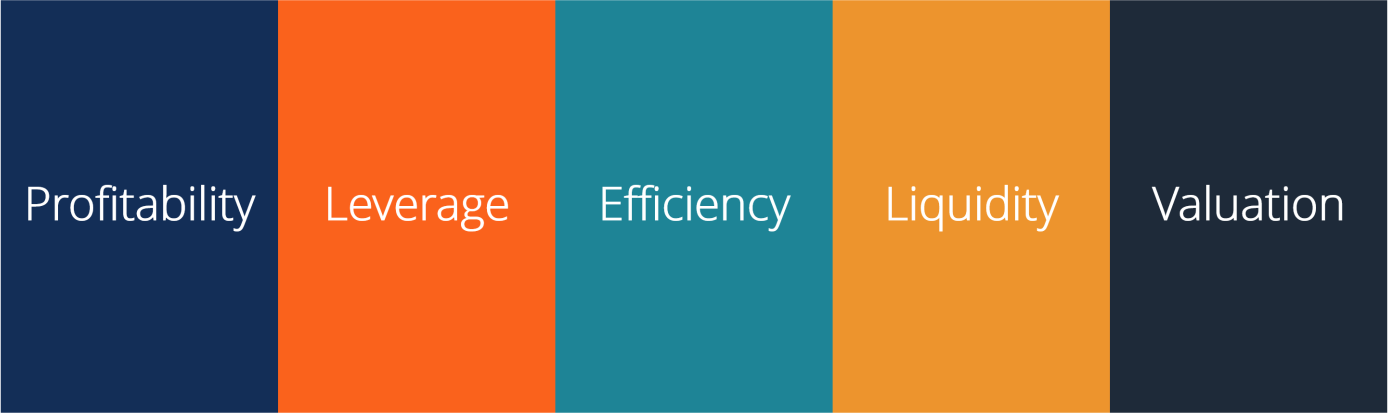 Profitability
Leverage
Efficiency
Liquidity
Valuation